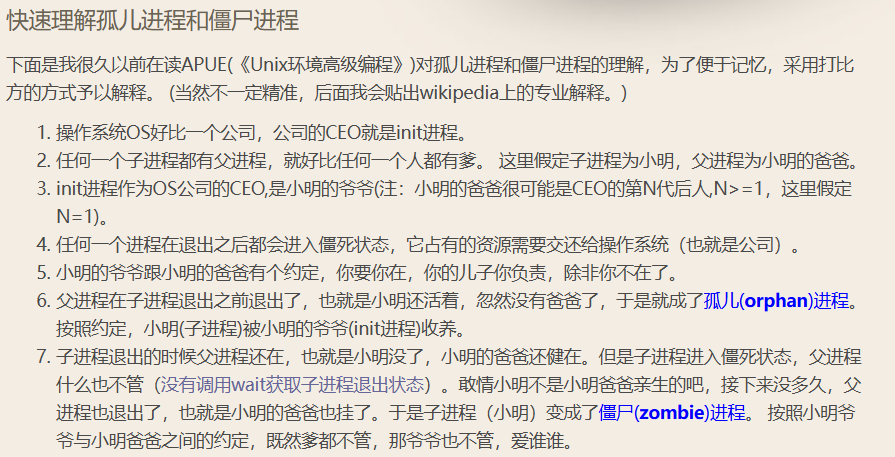 快速理解孤儿进程和僵尸进程
下面是我很久以前在读APUE(《Unix环境高级编程》)对孤儿进程和僵尸进程的理解，为了便于记忆，采用打比
方的方式予以解释。 (当然不一定精准，后面我会贴出wikipedia上的专业解释。)
1. 操作系统OS好比一个公司，公司的CEO就是init进程。
2. 任何一个子进程都有父进程，就好比任何一个人都有爹。 这里假定子进程为小明，父进程为小明的爸爸。
3. init进程作为OS公司的CEO,是小明的爷爷(注：小明的爸爸很可能是CEO的第N代后人,N>=1，这里假定
N=1)。
4. 任何一个进程在退出之后都会进入僵死状态，它占有的资源需要交还给操作系统（也就是公司）。
5. 小明的爷爷跟小明的爸爸有个约定，你要你在，你的儿子你负责，除非你不在了。
6. 父进程在子进程退出之前退出了，也就是小明还活着，忽然没有爸爸了，于是就成了孤儿(orphan)进程。
按照约定，小明(子进程)被小明的爷爷(init进程)收养。
7. 子进程退出的时候父进程还在，也就是小明没了，小明的爸爸还健在。但是子进程进入僵死状态，父进程
什么也不管（没有调用wait获取子进程退出状态）。敢情小明不是小明爸爸亲生的吧，接下来没多久，父
进程也退出了，也就是小明的爸爸也挂了。于是子进程（小明）变成了僵尸(zombie)进程。 按照小明爷
爷与小明爸爸之间的约定，既然爹都不管，那爷爷也不管，爱谁谁。